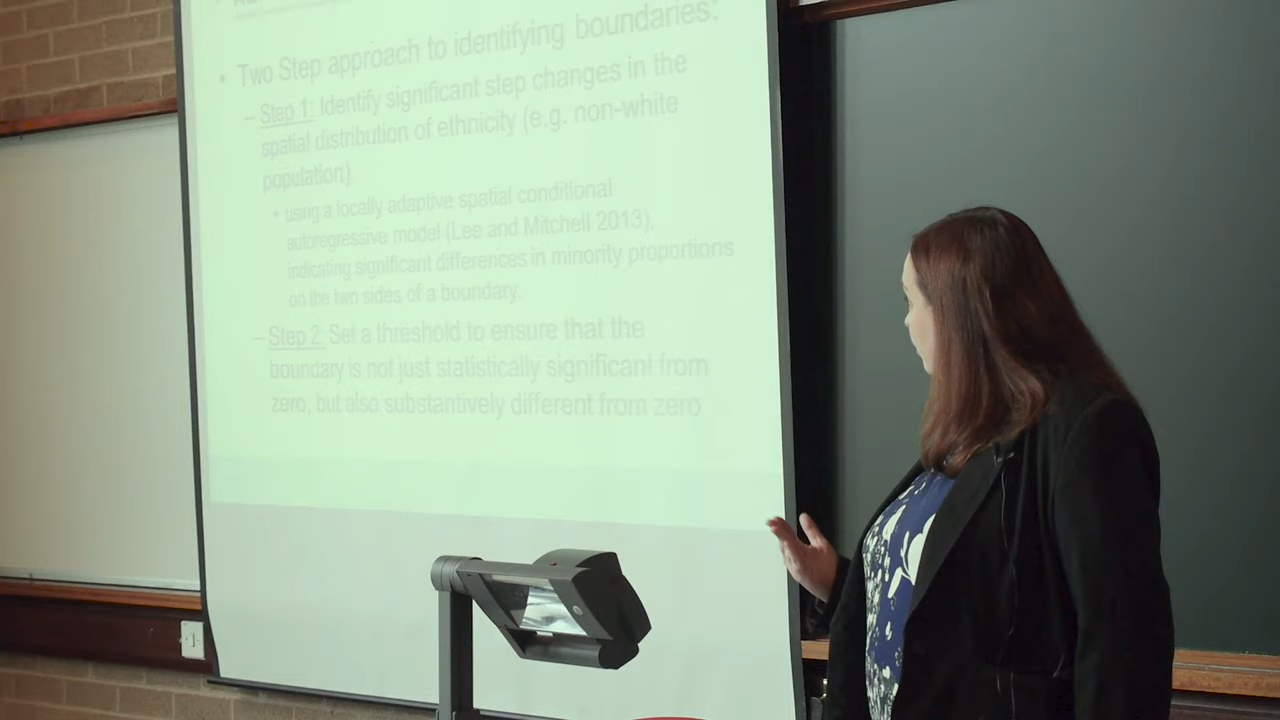 • Two Step approach to identifying boundaries:
– Step 1: Identify significant step changes in the
spatial distribution of ethnicity (e.g. non-white
population).
• using a locally adaptive spatial conditional
autoregressive model (Lee and Mitchell 2013),
indicating significant differences in minority proportions
on the two sides of a boundary.
– Step 2: Set a threshold to ensure that the
boundary is not just statistically significant from
zero, but also substantively different from zero